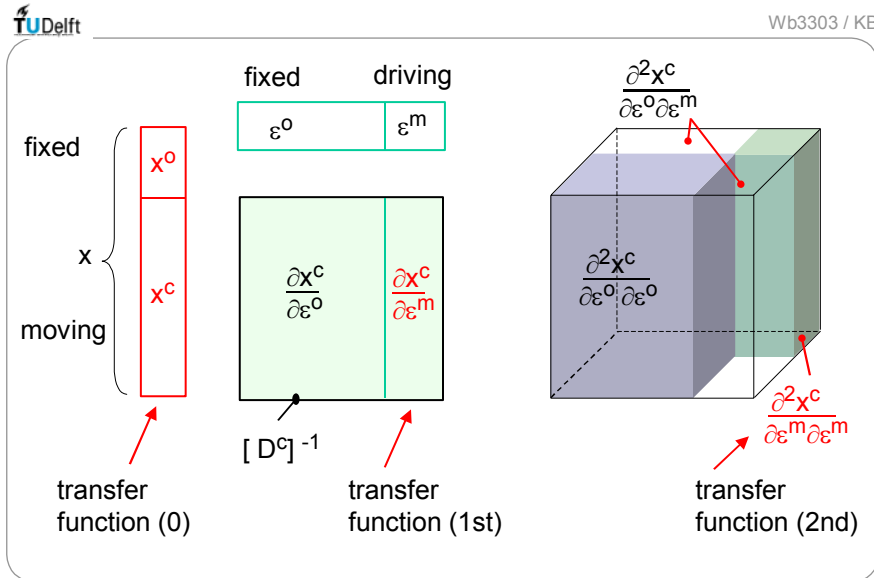 TUDelft
Wb3303 / KE
fixed
driving
ε^o
ε^m
fixed
x^o
x
x^c
moving
∂x^c
∂ε^o
∂x^c
∂ε^m
[ D^c] ^-1
∂²x^c
∂ε^o∂ε^m
∂²x^c
∂ε^o ∂ε^o
∂²x^c
∂ε^m∂ε^m
transfer
function (0)
transfer
function (1st)
transfer
function (2nd)